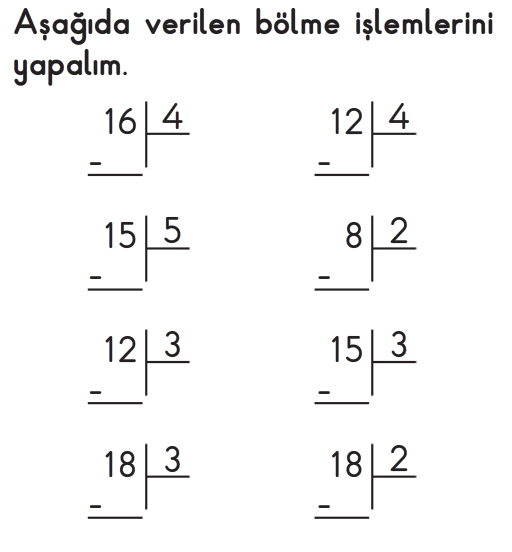 Aşağıda verilen bölme işlemlerini
yapalım.
16 4 12 4
- -
15 5 8 2
- -
12 3 15 3
- -
18 3 18 2
- -